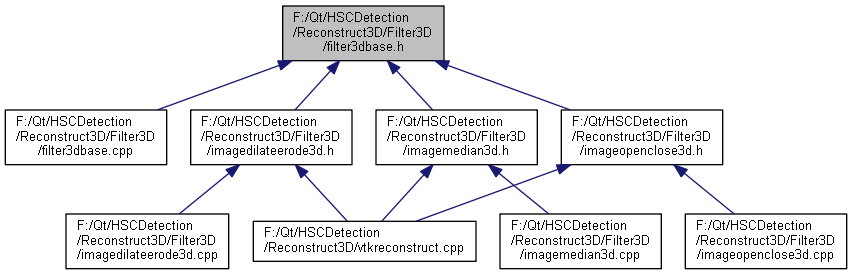 F:/Qt/HSCDetection
/Reconstruct3D/Filter3D
/filter3dbase.h
F:/Qt/HSCDetection
/Reconstruct3D/Filter3D
/filter3dbase.cpp
F:/Qt/HSCDetection
/Reconstruct3D/Filter3D
/imagedilateerode3d.h
F:/Qt/HSCDetection
/Reconstruct3D/Filter3D
/imagemedian3d.h
F:/Qt/HSCDetection
/Reconstruct3D/Filter3D
/imageopenclose3d.h
F:/Qt/HSCDetection
/Reconstruct3D/Filter3D
/imagedilateerode3d.cpp
F:/Qt/HSCDetection
/Reconstruct3D/vtkreconstruct.cpp
F:/Qt/HSCDetection
/Reconstruct3D/Filter3D
/imagemedian3d.cpp
F:/Qt/HSCDetection
/Reconstruct3D/Filter3D
/imageopenclose3d.cpp